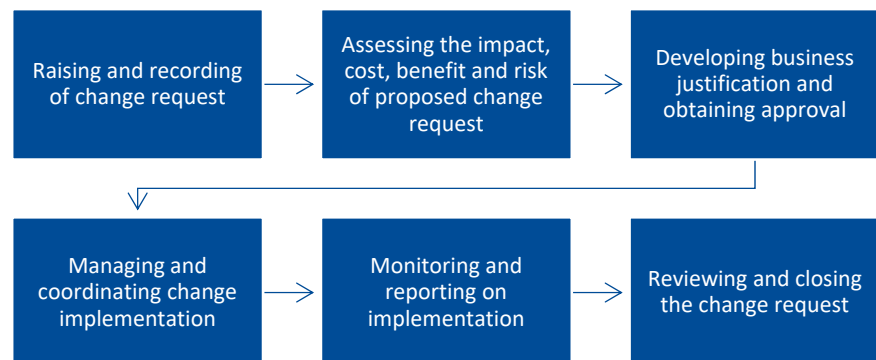 Raising and recording
of change request
Assessing the impact,
cost, benefit and risk
of proposed change
request
Developing business
justification and
obtaining approval
Managing and
coordinating change
implementation
Monitoring and
reporting on
implementation
Reviewing and closing
the change request